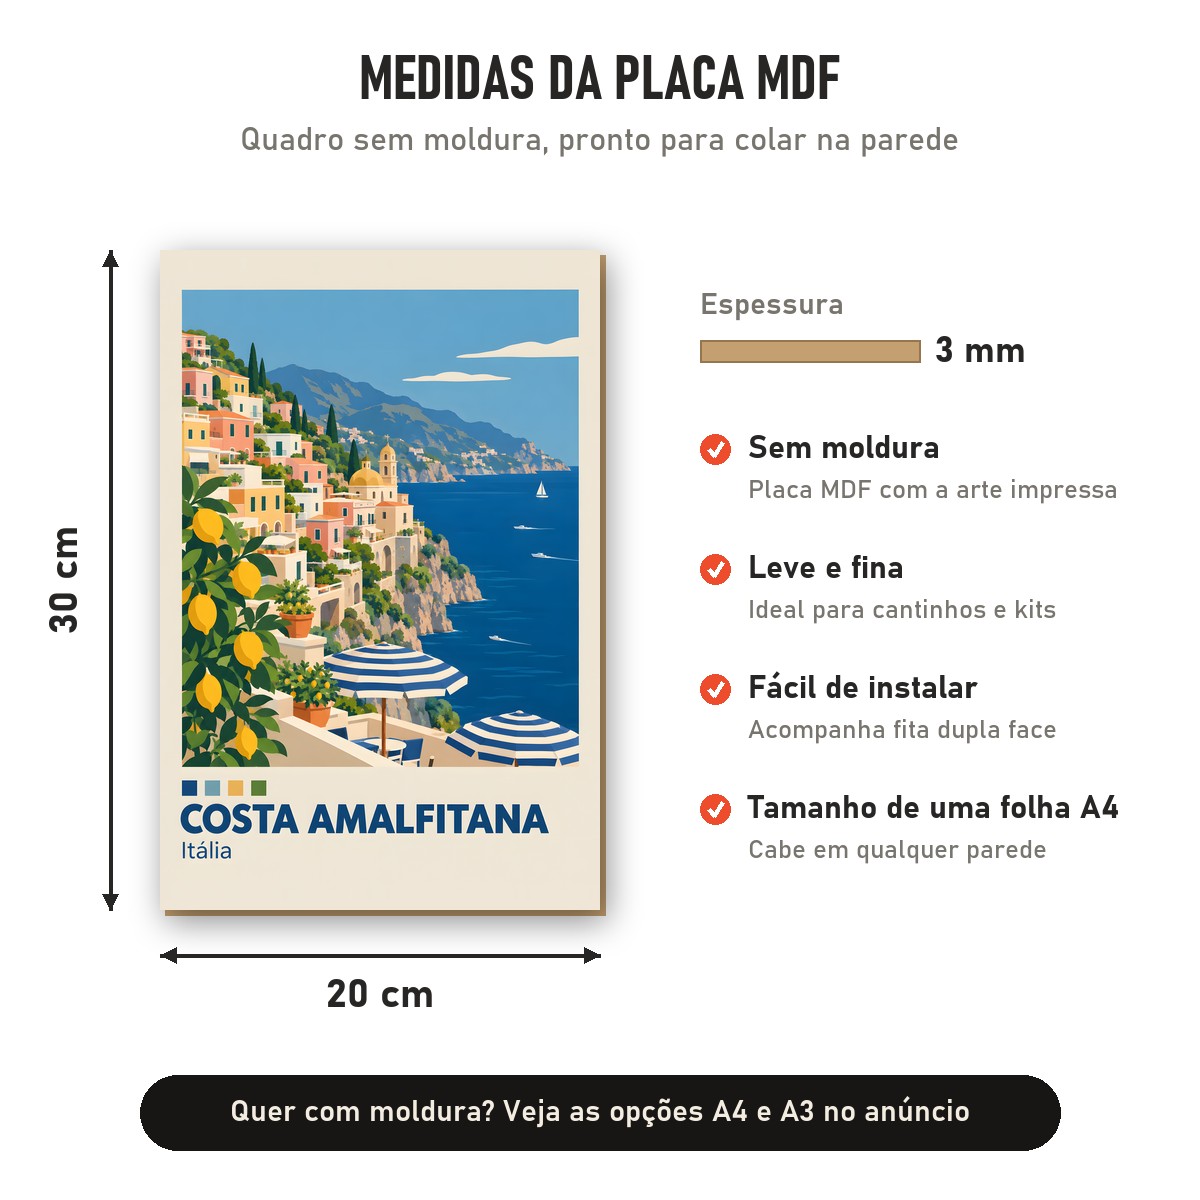 MEDIDAS DA PLACA MDF
Quadro sem moldura, pronto para colar na parede
30 cm
COSTA AMALFITANA
Itália
20 cm
Espessura
3 mm
Sem moldura
Placa MDF com a arte impressa
Leve e fina
Ideal para cantinhos e kits
Fácil de instalar
Acompanha fita dupla face
Tamanho de uma folha A4
Cabe em qualquer parede
Quer com moldura? Veja as opções A4 e A3 no anúncio